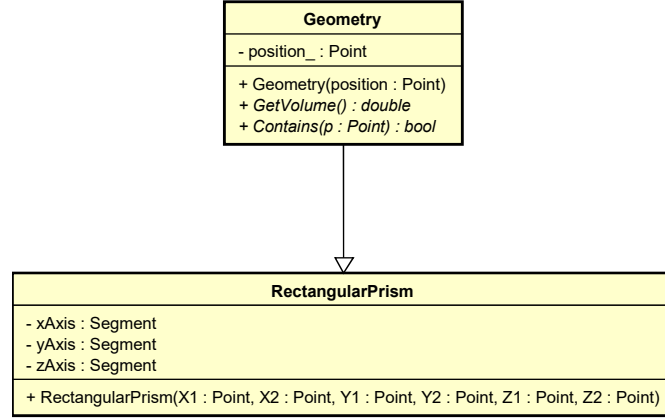 Geometry
- position_ : Point
+ Geometry(position : Point)
+ GetVolume() : double
+ Contains(p : Point) : bool
RectangularPrism
- xAxis : Segment
- yAxis : Segment
- zAxis : Segment
+ RectangularPrism(X1 : Point, X2 : Point, Y1 : Point, Y2 : Point, Z1 : Point, Z2 : Point)